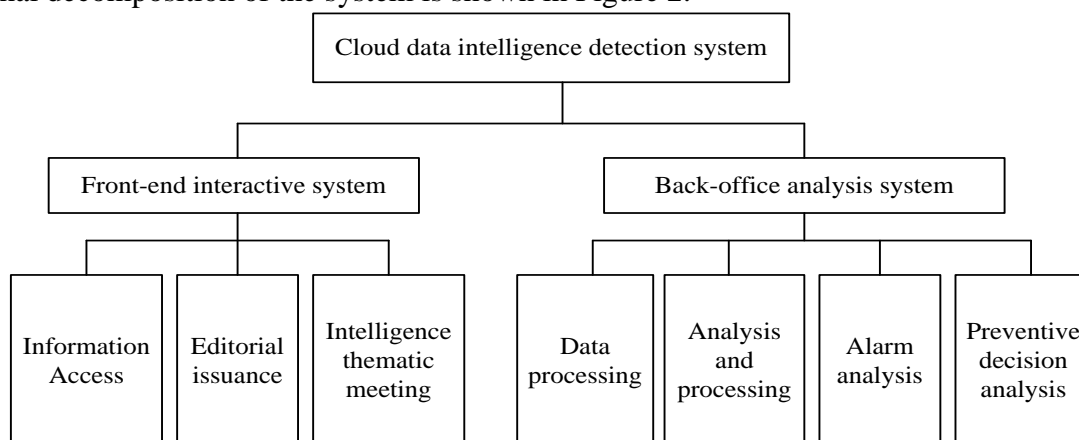 nal decomposition of the system is shown in Figure 2.
Cloud data intelligence detection system
Front-end interactive system
Back-office analysis system
Information
Access
Editorial
issuance
Intelligence
thematic
meeting
Data
processing
Analysis
and
processing
Alarm
analysis
Preventive
decision
analysis